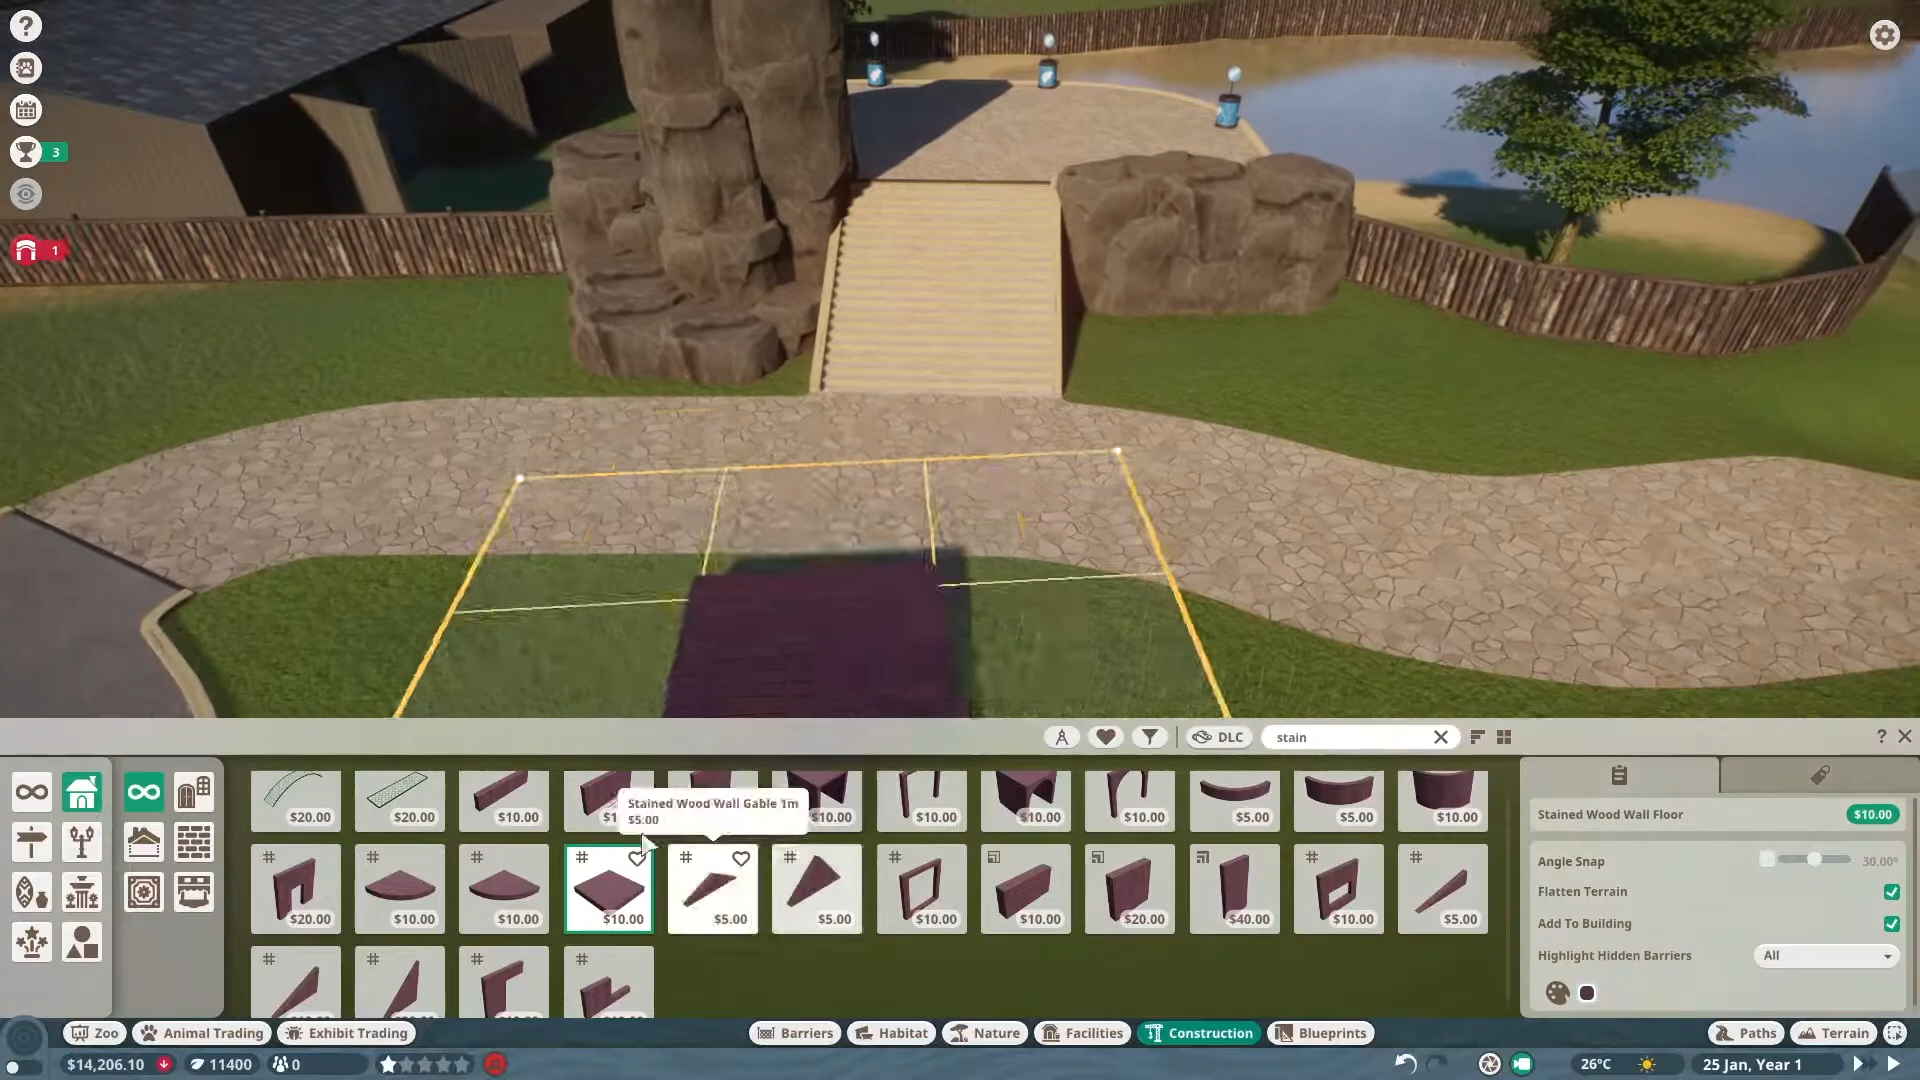 ?
3
1
DLC
stain
?
$20.00
$20.00
$10.00
$10.00
$10.00
$10.00
$10.00
$5.00
$5.00
$10.00
Stained Wood Wall Gable 1m
$5.00
$20.00
$10.00
$10.00
$10.00
$5.00
$5.00
$10.00
$10.00
$20.00
$40.00
$10.00
$5.00
Stained Wood Wall Floor
$10.00
Angle Snap
30.00°
Flatten Terrain
Add To Building
Highlight Hidden Barriers
All
Zoo
Animal Trading
Exhibit Trading
Barriers
Habitat
Nature
Facilities
Construction
Blueprints
Paths
Terrain
$14,206.10
11400
0
26°C
25 Jan, Year 1